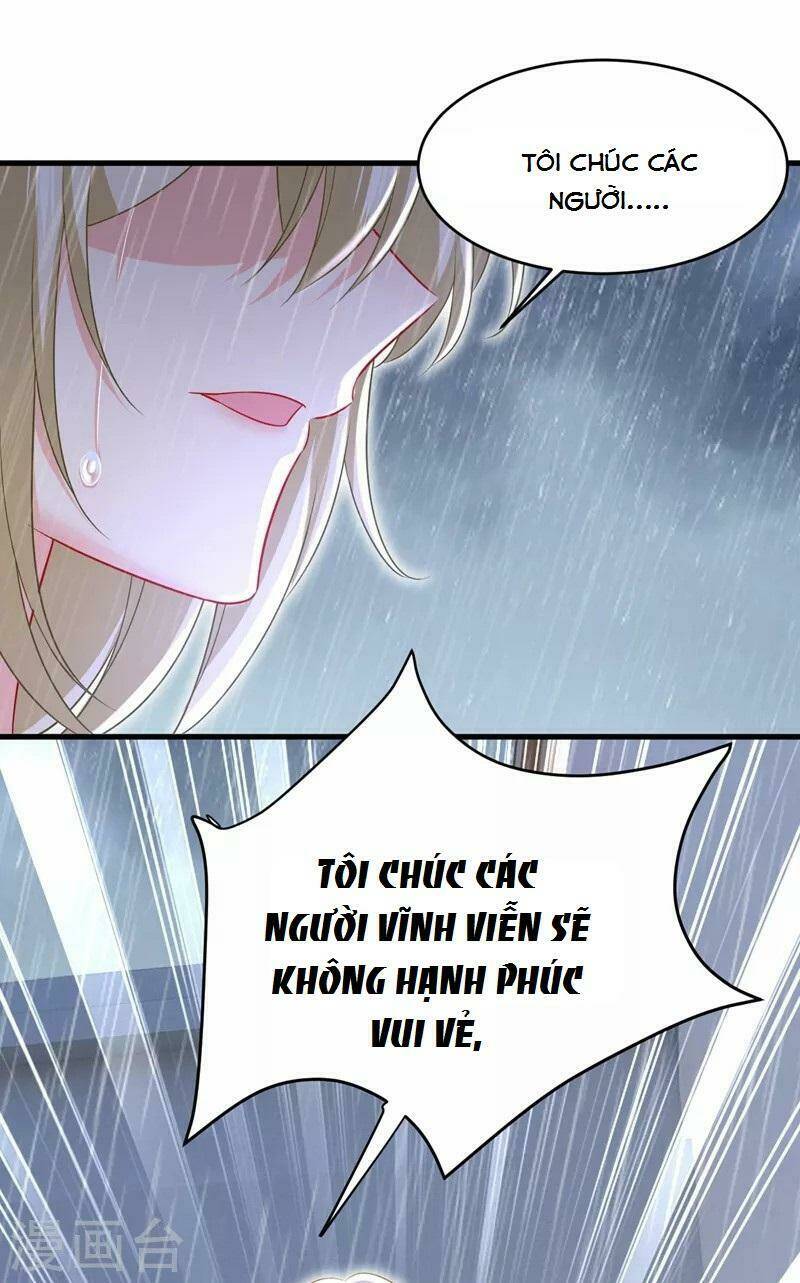 TÔI CHÚC CÁC
NGƯỜI.....
TÔI CHÚC CÁC
NGƯỜI VĨNH VIỄN SẼ
KHÔNG HẠNH PHÚC
VUI VẺ,
漫画台